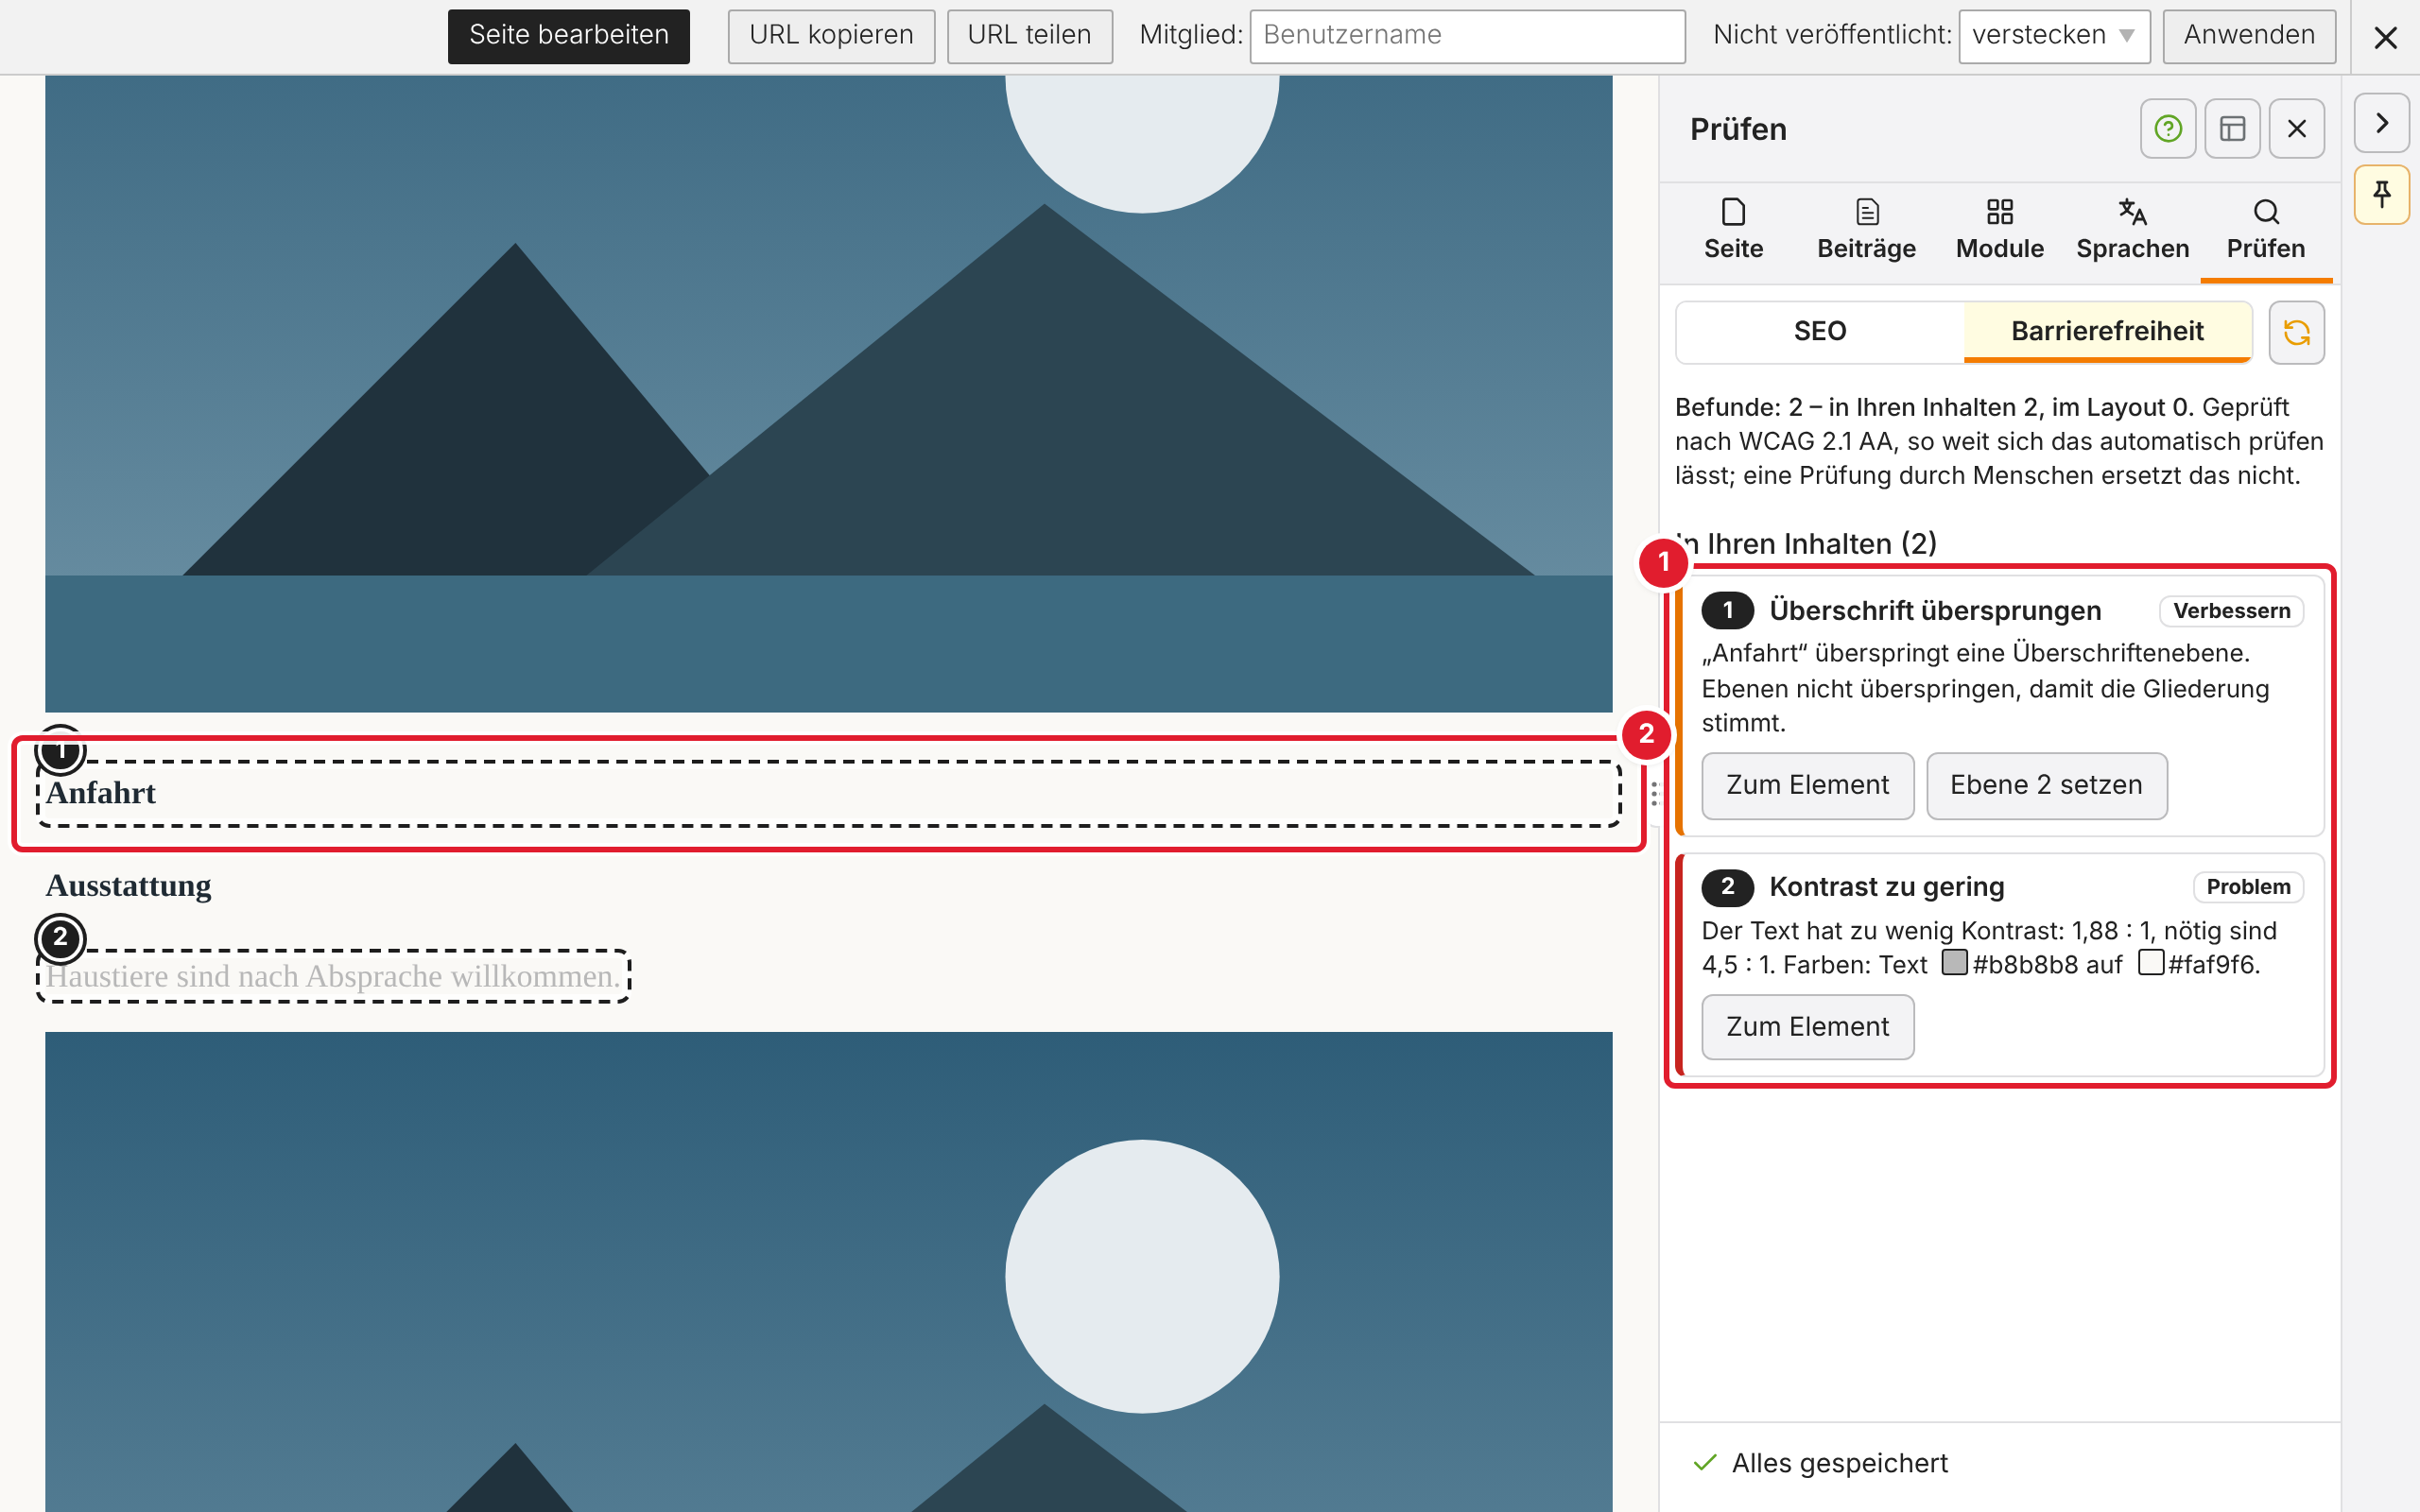 Seite bearbeiten
URL kopieren
URL teilen
Mitglied:
Benutzername
Nicht veröffentlicht:
verstecken
Anwenden
1
Anfahrt
Ausstattung
2
Haustiere sind nach Absprache willkommen.
Prüfen
Seite
Beiträge
Module
Sprachen
Prüfen
SEO
Barrierefreiheit
Befunde: 2 – in Ihren Inhalten 2, im Layout 0. Geprüft
nach WCAG 2.1 AA, so weit sich das automatisch prüfen
lässt; eine Prüfung durch Menschen ersetzt das nicht.
In Ihren Inhalten (2)
1
1 Überschrift übersprungen
Verbessern
„Anfahrt“ überspringt eine Überschriftenebene.
Ebenen nicht überspringen, damit die Gliederung
stimmt.
2
Zum Element
Ebene 2 setzen
2 Kontrast zu gering
Problem
Der Text hat zu wenig Kontrast: 1,88 : 1, nötig sind
4,5 : 1. Farben: Text #b8b8b8 auf #faf9f6.
Zum Element
Alles gespeichert